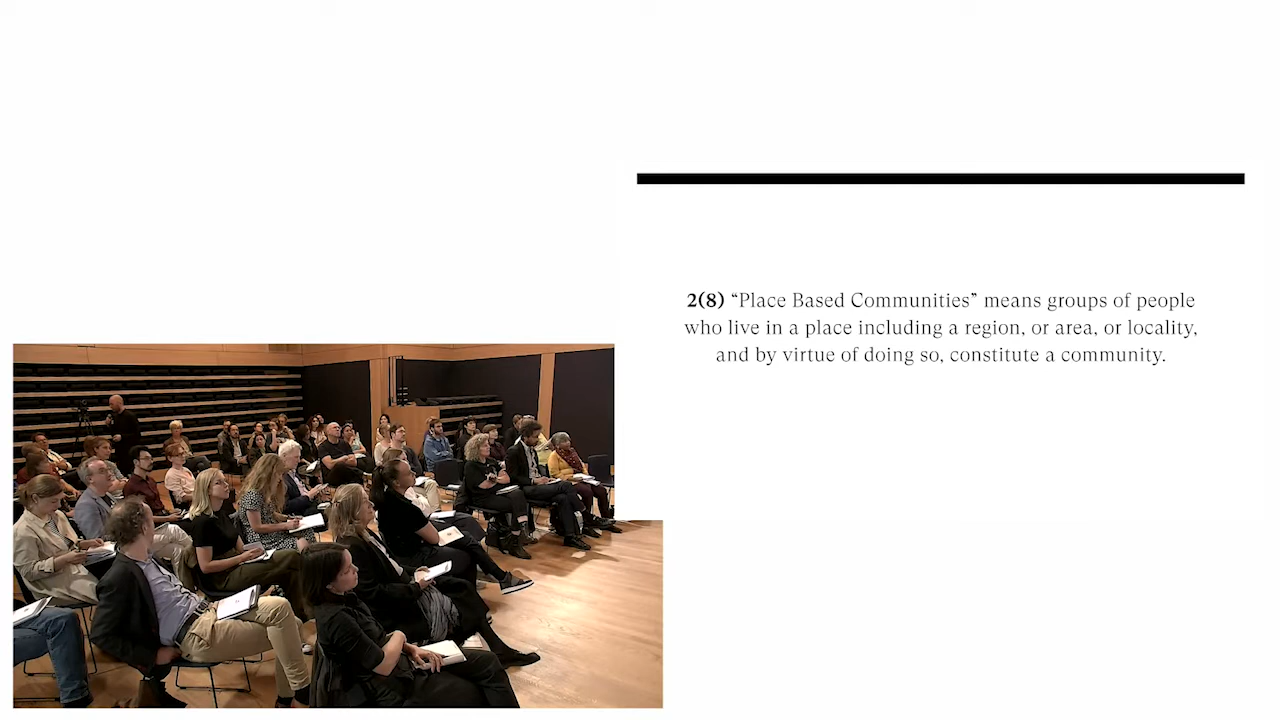 2(8) “Place Based Communities” means groups of people
who live in a place including a region, or area, or locality,
and by virtue of doing so, constitute a community.